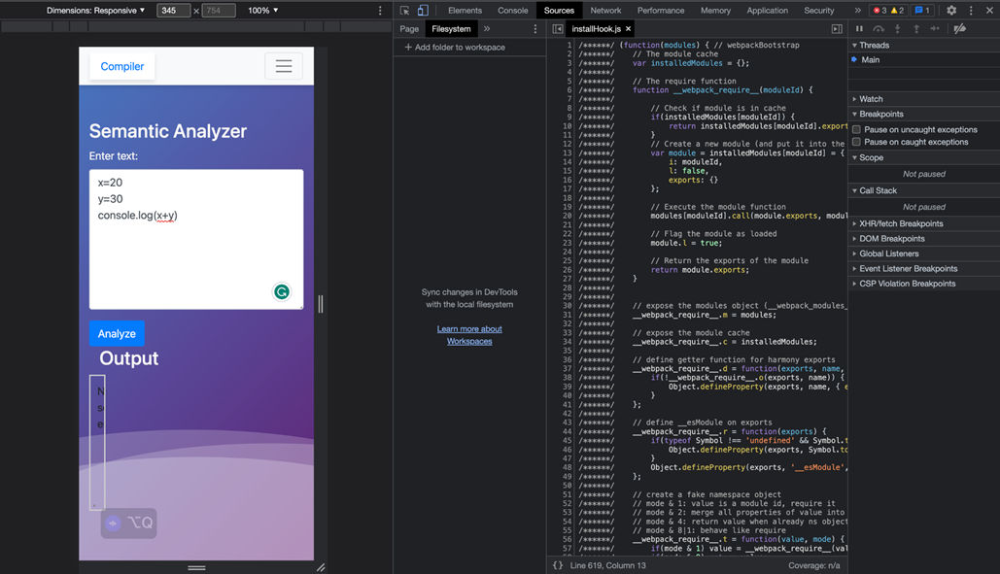 Dimensions: Responsive ▼ 345 × 754 100% ▼
Elements Console Sources Network Performance Memory Application Security » 3 2 1
Page Filesystem »
+ Add folder to workspace
Sync changes in DevTools
with the local filesystem
Learn more about
Workspaces
Compiler
Semantic Analyzer
Enter text:
x=20
y=30
console.log(x+y)
Analyze
Output
N
se
e
⌥Q
installHook.js ×
1 /******/ (function(modules) { // webpackBootstrap
2 /******/ // The module cache
3 /******/ var installedModules = {};
4 /******/
5 /******/ // The require function
6 /******/ function __webpack_require__(moduleId) {
7 /******/
8 /******/ // Check if module is in cache
9 /******/ if(installedModules[moduleId]) {
10 /******/ return installedModules[moduleId].export
11 /******/ }
12 /******/ // Create a new module (and put it into the
13 /******/ var module = installedModules[moduleId] = {
14 /******/ i: moduleId,
15 /******/ l: false,
16 /******/ exports: {}
17 /******/ };
18 /******/
19 /******/ // Execute the module function
20 /******/ modules[moduleId].call(module.exports, modul
21 /******/
22 /******/ // Flag the module as loaded
23 /******/ module.l = true;
24 /******/
25 /******/ // Return the exports of the module
26 /******/ return module.exports;
27 /******/ }
28 /******/
29 /******/
30 /******/ // expose the modules object (__webpack_modules_
31 /******/ __webpack_require__.m = modules;
32 /******/
33 /******/ // expose the module cache
34 /******/ __webpack_require__.c = installedModules;
35 /******/
36 /******/ // define getter function for harmony exports
37 /******/ __webpack_require__.d = function(exports, name,
38 /******/ if(!__webpack_require__.o(exports, name)) {
39 /******/ Object.defineProperty(exports, name, { e
40 /******/ }
41 /******/ };
42 /******/
43 /******/ // define __esModule on exports
44 /******/ __webpack_require__.r = function(exports) {
45 /******/ if(typeof Symbol !== 'undefined' && Symbol.t
46 /******/ Object.defineProperty(exports, Symbol.to
47 /******/ }
48 /******/ Object.defineProperty(exports, '__esModule',
49 /******/ };
50 /******/
51 /******/ // create a fake namespace object
52 /******/ // mode & 1: value is a module id, require it
53 /******/ // mode & 2: merge all properties of value into
54 /******/ // mode & 4: return value when already ns object
55 /******/ // mode & 8|1: behave like require
56 /******/ __webpack_require__.t = function(value, mode) {
57 /******/ if(mode & 1) value = __webpack_require__(val
{} Line 619, Column 13 Coverage: n/a
Threads
Main
Watch
Breakpoints
Pause on uncaught exceptions
Pause on caught exceptions
Scope
Not paused
Call Stack
Not paused
XHR/fetch Breakpoints
DOM Breakpoints
Global Listeners
Event Listener Breakpoints
CSP Violation Breakpoints